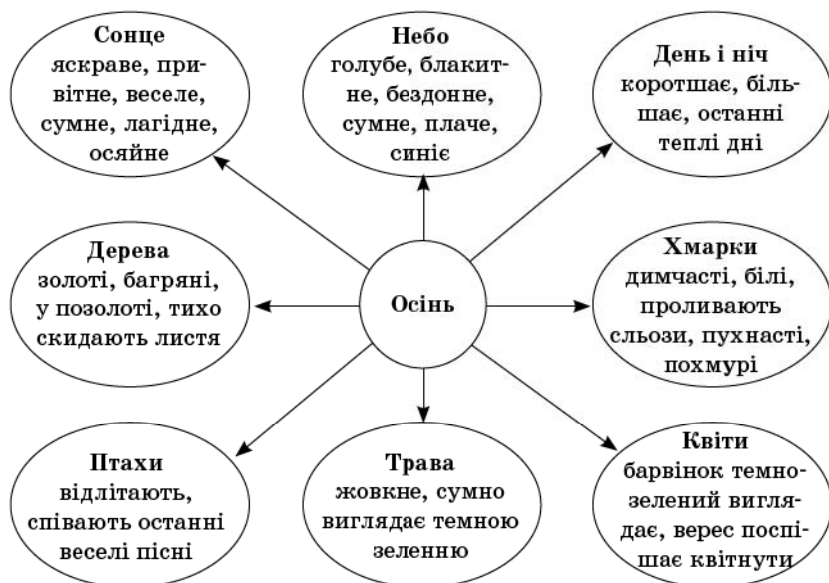 Сонце
яскраве, при-
вітне, веселе,
сумне, лагідне,
осяйне
Небо
голубе, блакит-
не, бездонне,
сумне, плаче,
синіє
День і ніч
коротшає, біль-
шає, останні
теплі дні
Дерева
золоті, багряні,
у позолоті, тихо
скидають листя
Осінь
Хмарки
димчасті, білі,
проливають
сльози, пухнасті,
похмурі
Птахи
відлітають,
співають останні
веселі пісні
Трава
жовкне, сумно
виглядає темною
зеленню
Квіти
барвінок темно-
зелений вигля-
дає, верес поспі-
шає квітнути